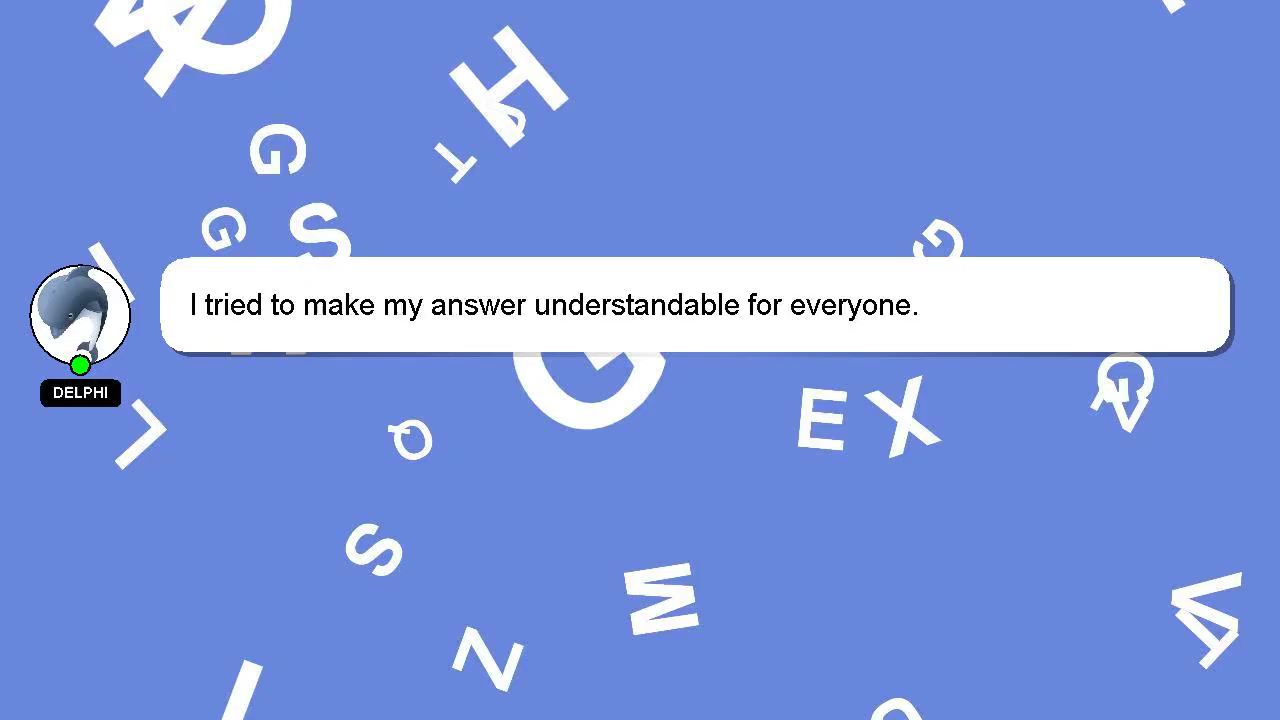 I tried to make my answer understandable for everyone.
DELPHI
H
T
G
G
S
G
L
Q
G
E X
S
M
Z
V